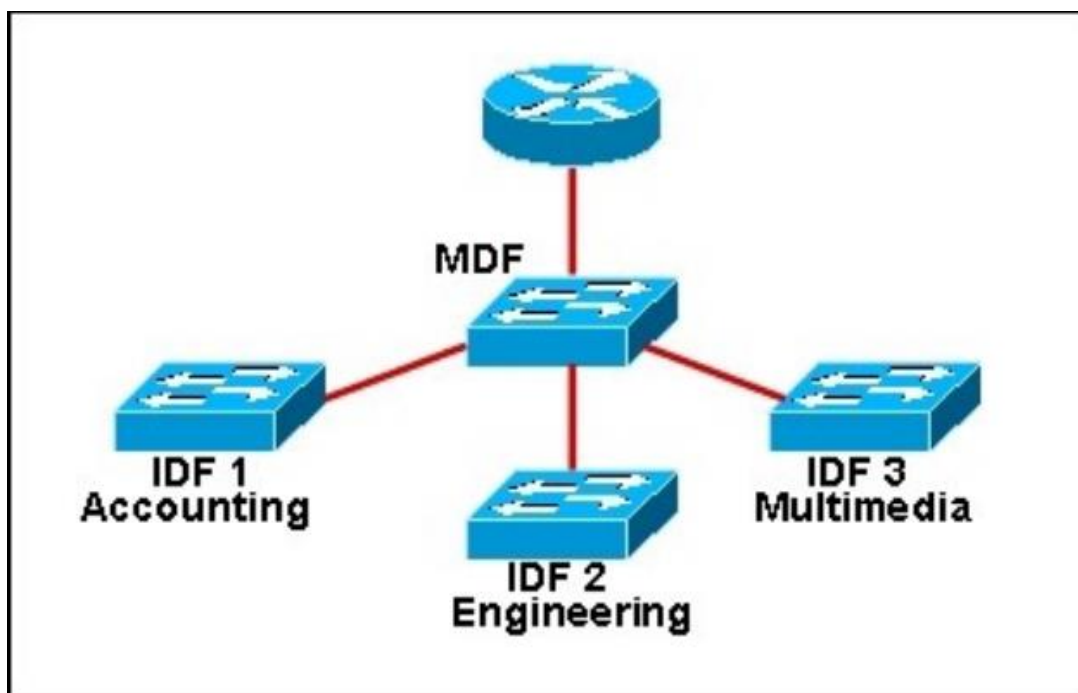 MDF
IDF 1
Accounting
IDF 2
Engineering
IDF 3
Multimedia